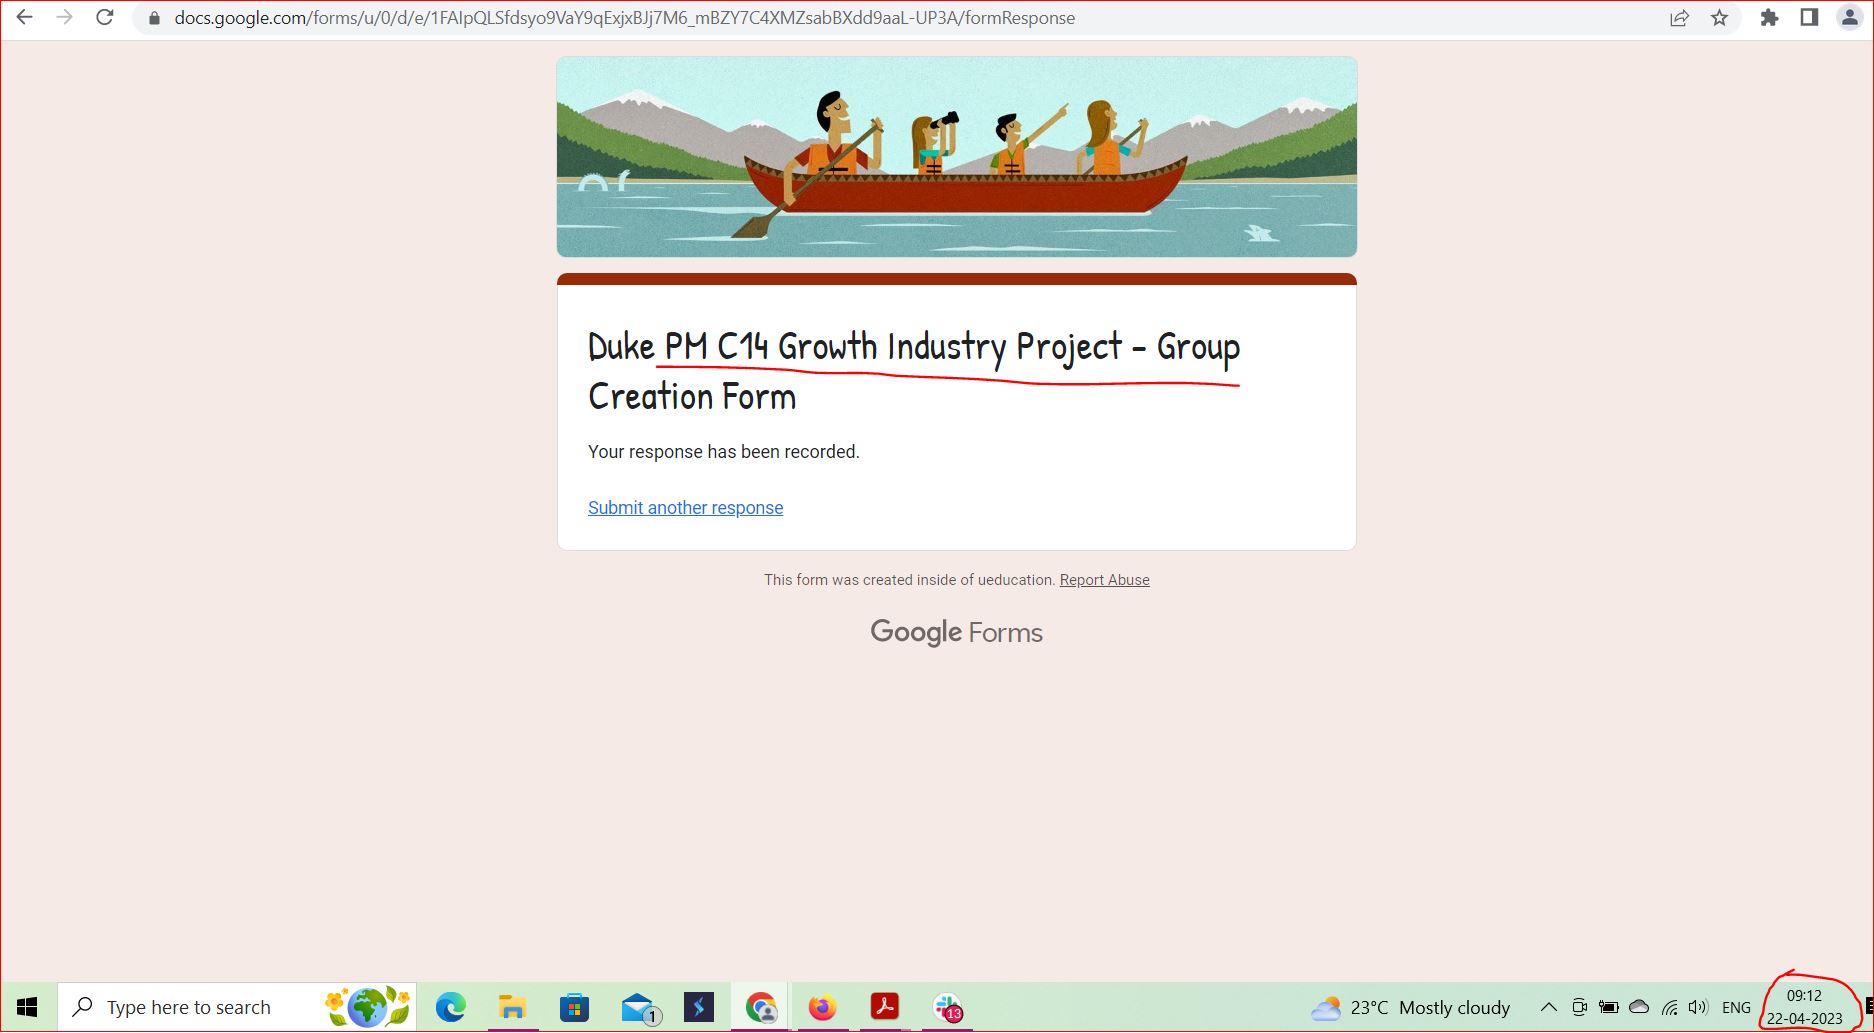 docs.google.com/forms/u/0/d/e/1FAIpQLSfdsyo9VaY9qExjxBJj7M6_mBZY7C4XMZsabBXdd9aaL-UP3A/formResponse
Duke PM C14 Growth Industry Project - Group
Creation Form
Your response has been recorded.
Submit another response
This form was created inside of ueducation. Report Abuse
Google Forms
Type here to search
1
13
23°C Mostly cloudy
ENG
09:12
22-04-2023